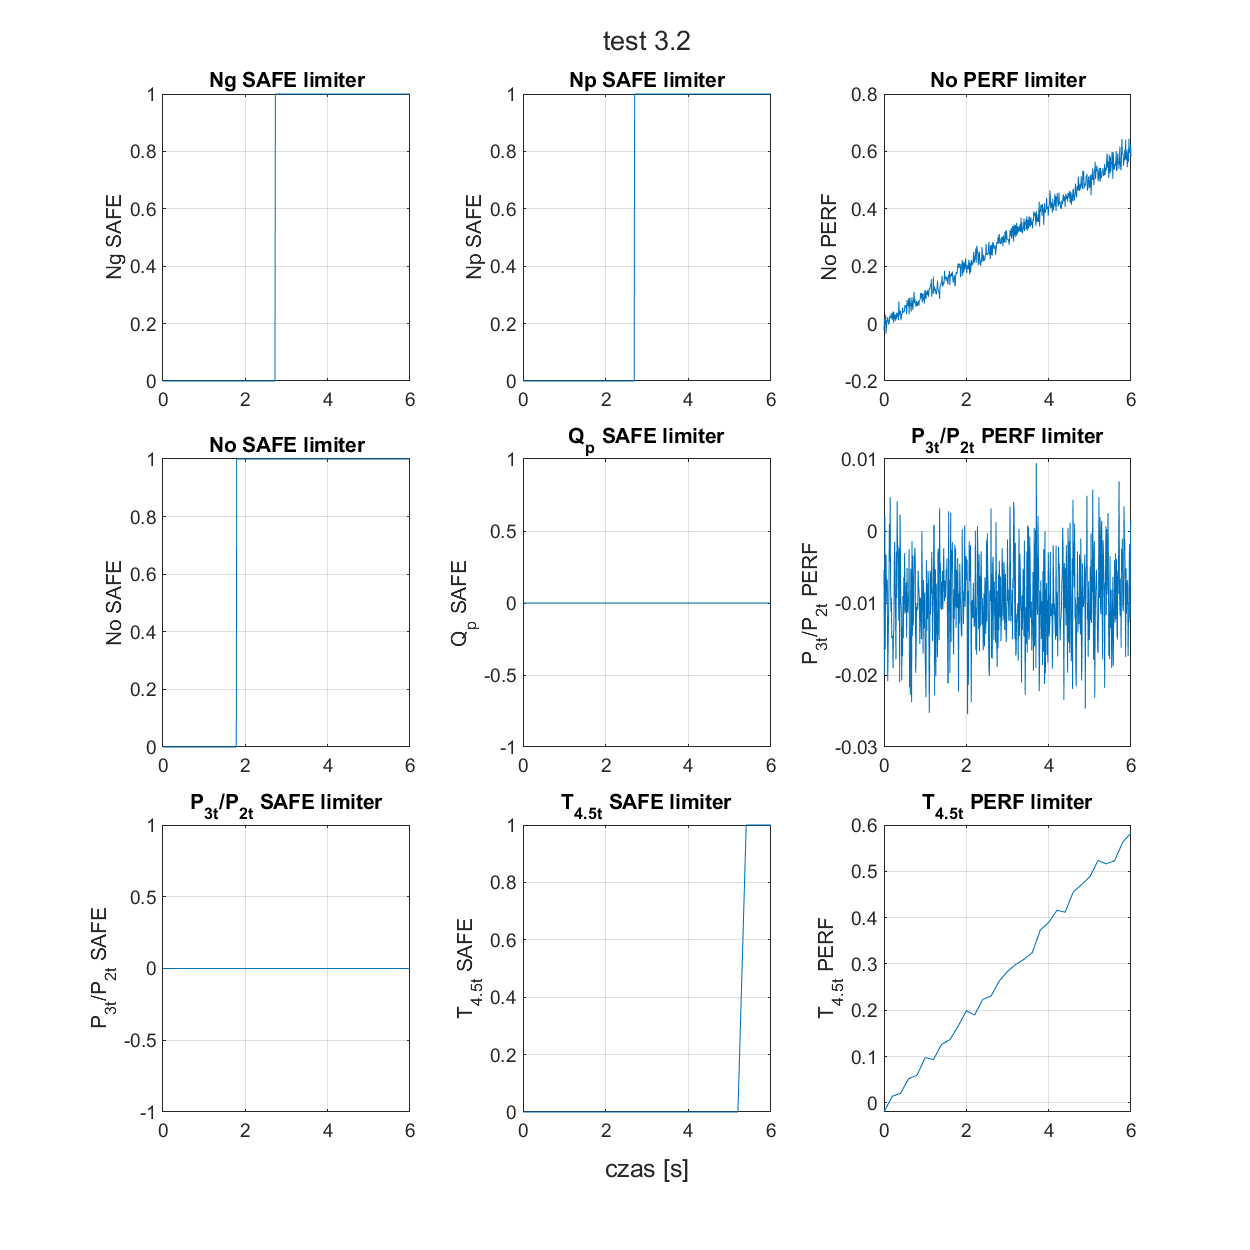 test 3.2
Ng SAFE limiter
Ng SAFE
1
0.8
0.6
0.4
0.2
0
0 2 4 6
Np SAFE limiter
Np SAFE
1
0.8
0.6
0.4
0.2
0
0 2 4 6
No PERF limiter
No PERF
0.8
0.6
0.4
0.2
0
-0.2
0 2 4 6
No SAFE limiter
No SAFE
1
0.8
0.6
0.4
0.2
0
0 2 4 6
Qp SAFE limiter
Qp SAFE
1
0.5
0
-0.5
-1
0 2 4 6
P3t/P2t PERF limiter
P3t/P2t PERF
0.01
0
-0.01
-0.02
-0.03
0 2 4 6
P3t/P2t SAFE limiter
P3t/P2t SAFE
1
0.5
0
-0.5
-1
0 2 4 6
T4.5t SAFE limiter
T4.5t SAFE
1
0.8
0.6
0.4
0.2
0
0 2 4 6
T4.5t PERF limiter
T4.5t PERF
0.6
0.5
0.4
0.3
0.2
0.1
0
0 2 4 6
czas [s]